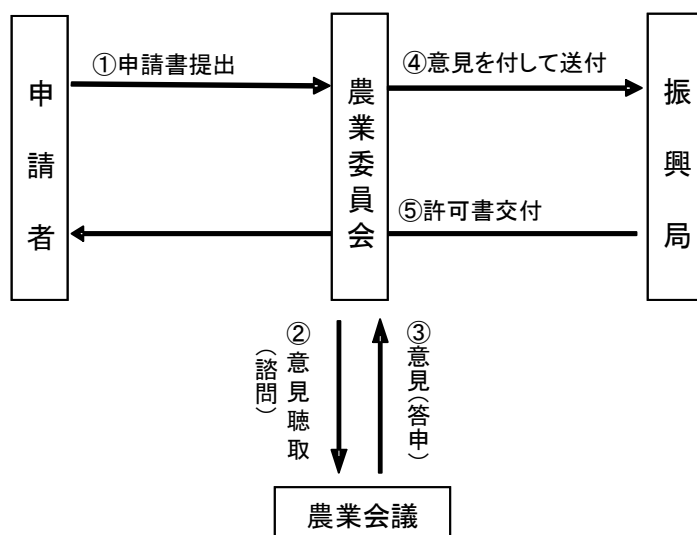 ①申請書提出
④意見を付して送付
申請者
農業委員会
振興局
⑤許可書交付
②意見聴取
（諮問）
③意見（答申）
農業会議